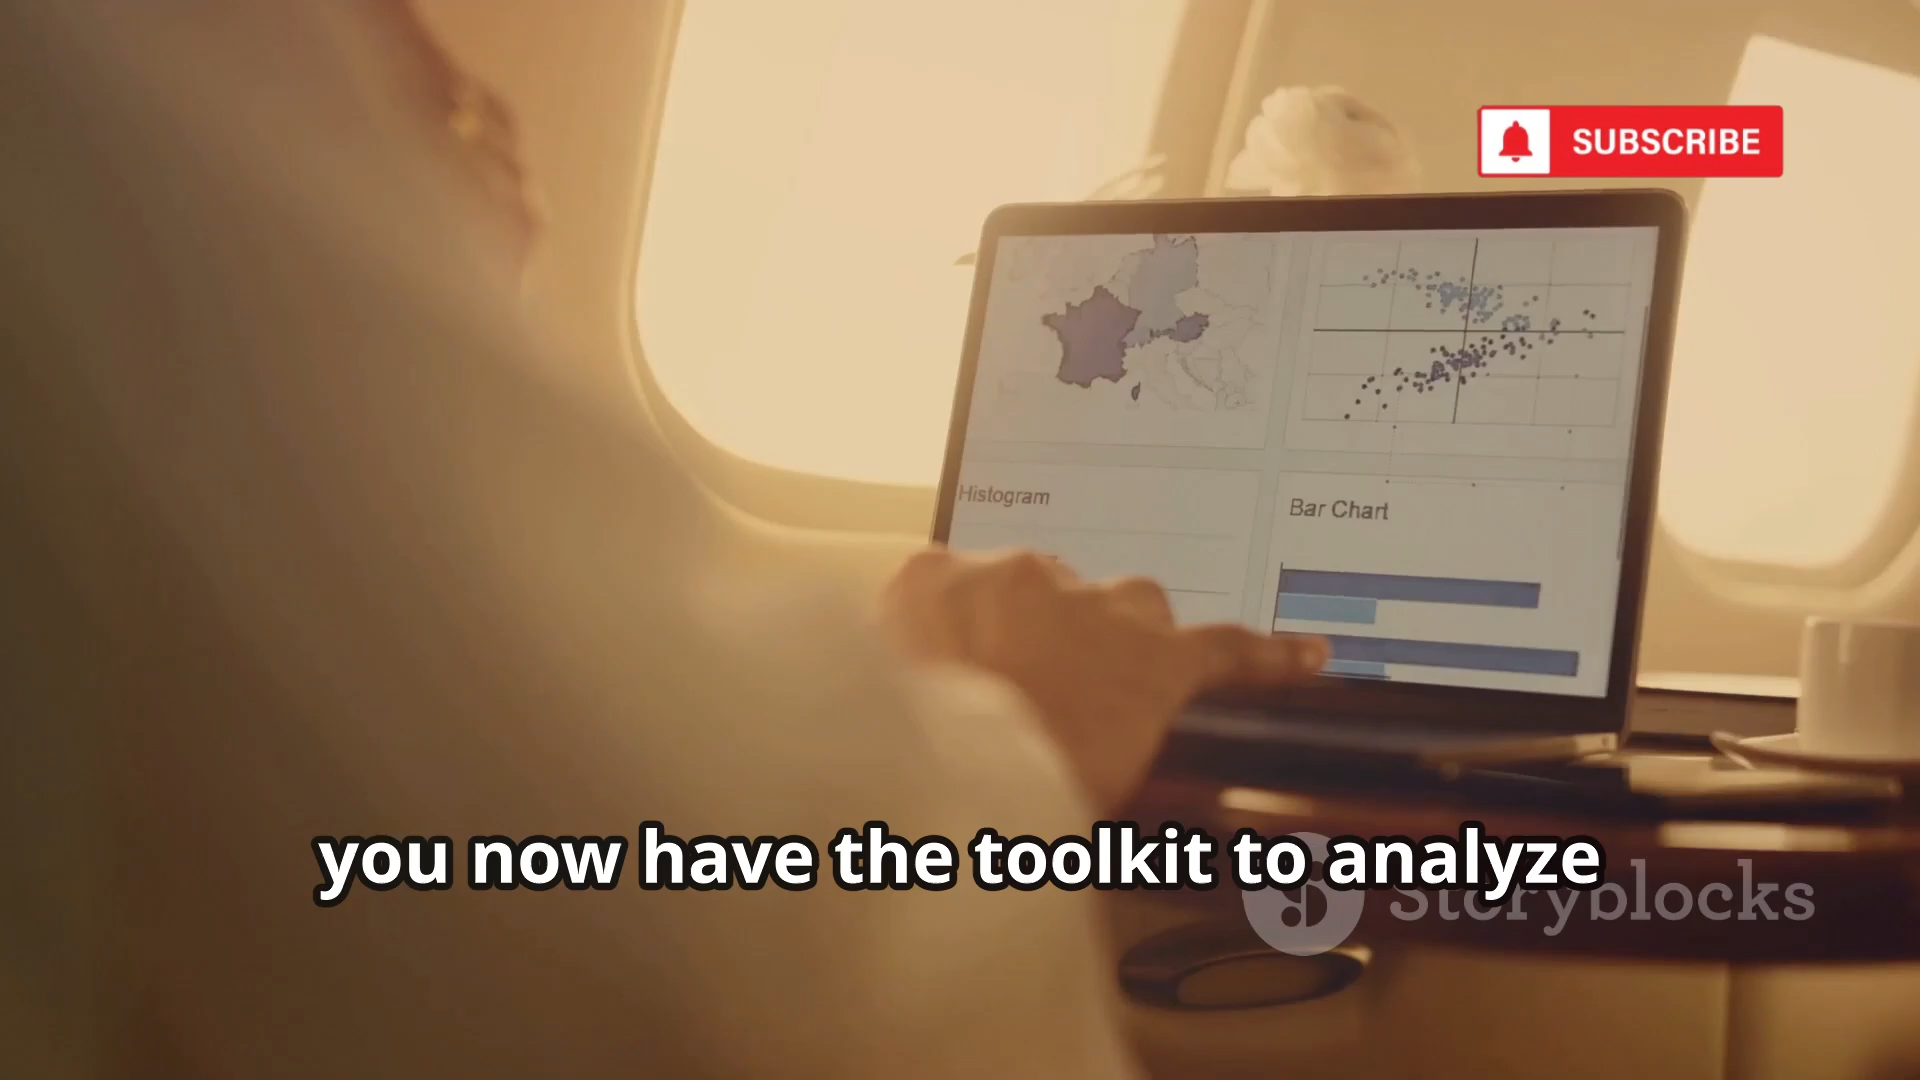 SUBSCRIBE
Histogram
Bar Chart
you now have the toolkit to analyze
Storyblocks